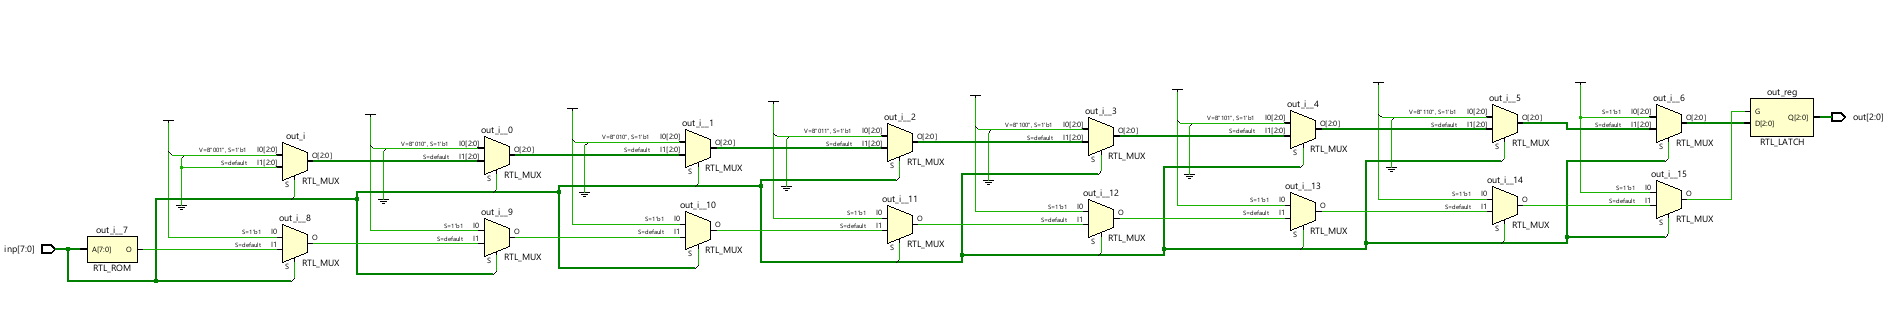 out_i
V=B"001", S=1'b1 I0[2:0]
S=default I1[2:0]
O[2:0]
S
RTL_MUX
out_i__0
V=B"010", S=1'b1 I0[2:0]
S=default I1[2:0]
O[2:0]
S
RTL_MUX
out_i__1
V=B"010", S=1'b1 I0[2:0]
S=default I1[2:0]
O[2:0]
S
RTL_MUX
out_i__2
V=B"011", S=1'b1 I0[2:0]
S=default I1[2:0]
O[2:0]
S
RTL_MUX
out_i__3
V=B"100", S=1'b1 I0[2:0]
S=default I1[2:0]
O[2:0]
S
RTL_MUX
out_i__4
V=B"101", S=1'b1 I0[2:0]
S=default I1[2:0]
O[2:0]
S
RTL_MUX
out_i__5
V=B"110", S=1'b1 I0[2:0]
S=default I1[2:0]
O[2:0]
S
RTL_MUX
out_i__6
S=1'b1 I0[2:0]
S=default I1[2:0]
O[2:0]
S
RTL_MUX
out_reg
G
D[2:0] Q[2:0]
RTL_LATCH
out[2:0]
inp[7:0]
out_i__7
A[7:0] O
RTL_ROM
out_i__8
S=1'b1 I0
S=default I1
O
S
RTL_MUX
out_i__9
S=1'b1 I0
S=default I1
O
S
RTL_MUX
out_i__10
S=1'b1 I0
S=default I1
O
S
RTL_MUX
out_i__11
S=1'b1 I0
S=default I1
O
S
RTL_MUX
out_i__12
S=1'b1 I0
S=default I1
O
S
RTL_MUX
out_i__13
S=1'b1 I0
S=default I1
O
S
RTL_MUX
out_i__14
S=1'b1 I0
S=default I1
O
S
RTL_MUX
out_i__15
S=1'b1 I0
S=default I1
O
S
RTL_MUX